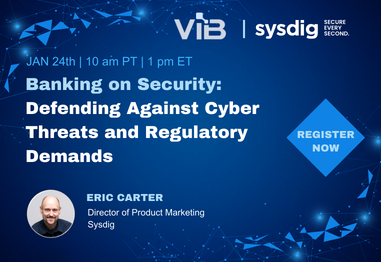 ViB | sysdig SECURE
EVERY
SECOND.
JAN 24th | 10 am PT | 1 pm ET
Banking on Security:
Defending Against Cyber
Threats and Regulatory
Demands
REGISTER
NOW
ERIC CARTER
Director of Product Marketing
Sysdig